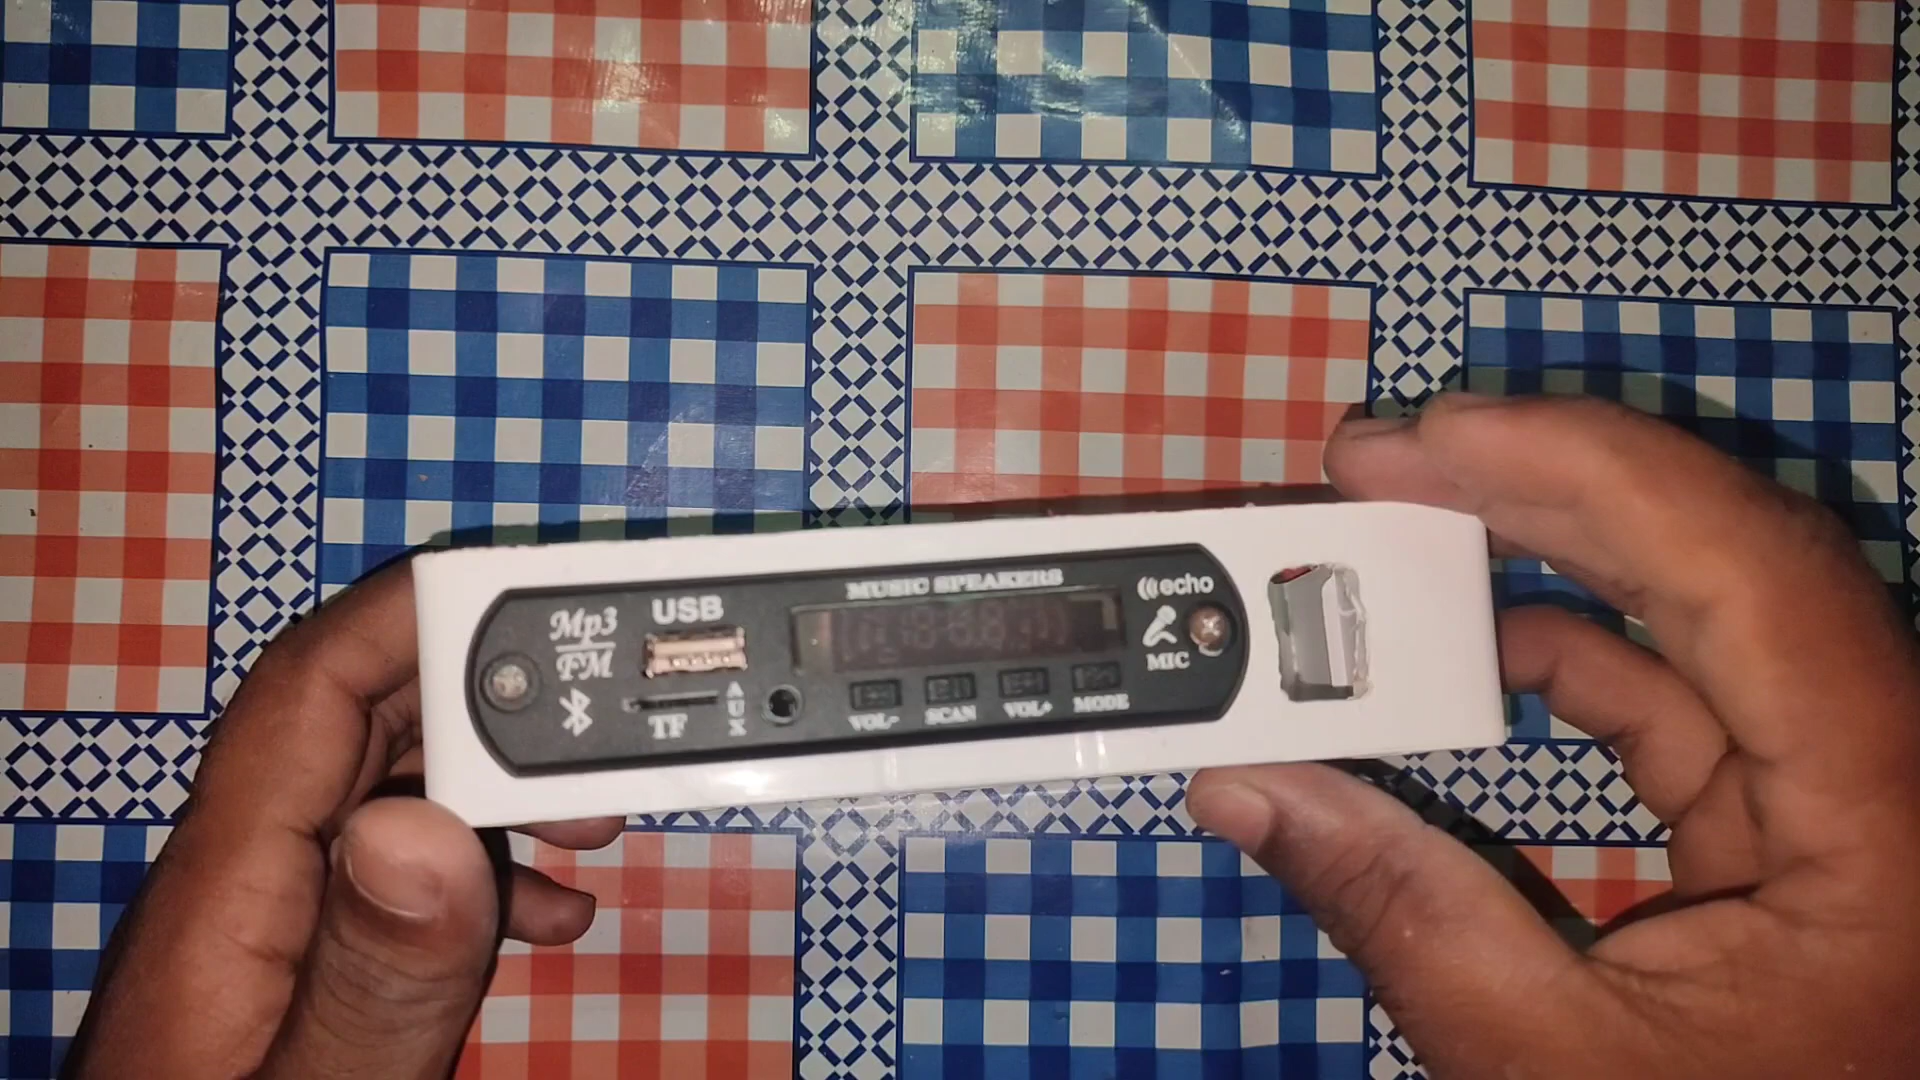 MUSIC SPEAKERS
echo
Mp3
FM
USB
MIC
TF
AUX
VOL-
SCAN
VOL+
MODE